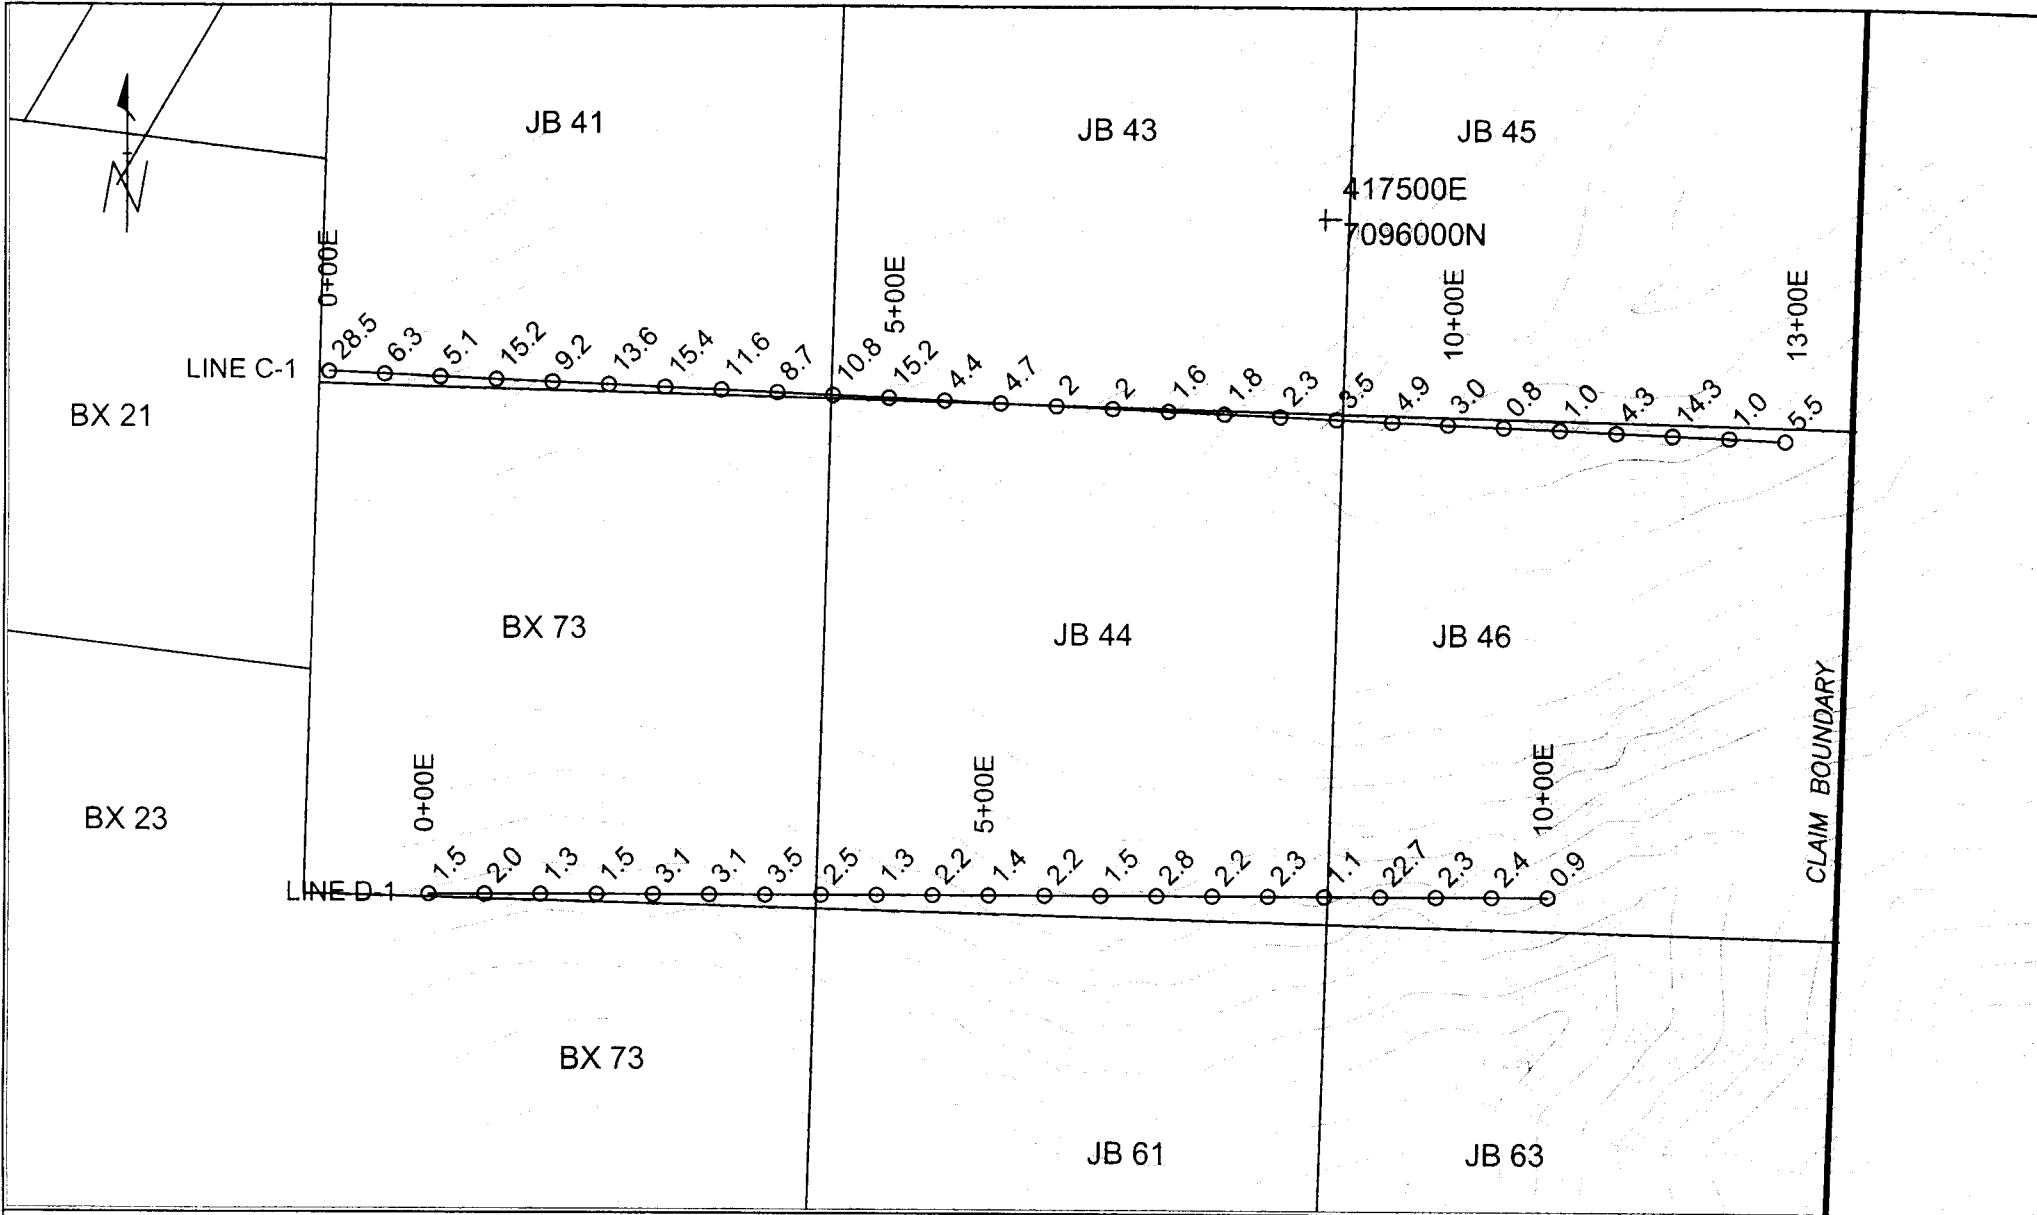 JB 41
JB 43
JB 45
N
417500E
7096000N
0+00E
5+00E
10+00E
13+00E
LINE C-1
28.5
6.3
5.1
15.2
9.2
13.6
15.4
11.6
8.7
10.8
15.2
4.4
4.7
2
2
1.6
1.8
2.3
3.5
4.9
3.0
0.8
1.0
4.3
14.3
1.0
5.5
BX 21
BX 73
JB 44
JB 46
CLAIM BOUNDARY
BX 23
0+00E
5+00E
10+00E
LINE D-1
1.5
2.0
1.3
1.5
3.1
3.1
3.5
2.5
1.3
2.2
1.4
2.2
1.5
2.8
2.2
2.3
1.1
22.7
2.3
2.4
0.9
BX 73
JB 61
JB 63